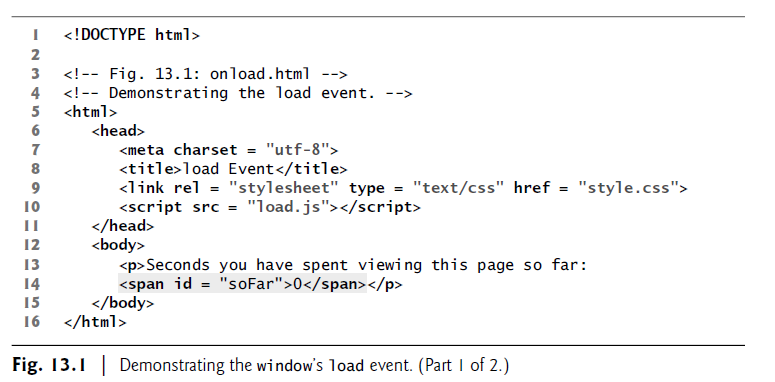 1 <!DOCTYPE html>
2
3 <!-- Fig. 13.1: onload.html -->
4 <!-- Demonstrating the load event. -->
5 <html>
6 <head>
7 <meta charset = "utf-8">
8 <title>load Event</title>
9 <link rel = "stylesheet" type = "text/css" href = "style.css">
10 <script src = "load.js"></script>
11 </head>
12 <body>
13 <p>Seconds you have spent viewing this page so far:
14 <span id = "soFar">0</span></p>
15 </body>
16 </html>
Fig. 13.1 | Demonstrating the window's load event. (Part 1 of 2.)